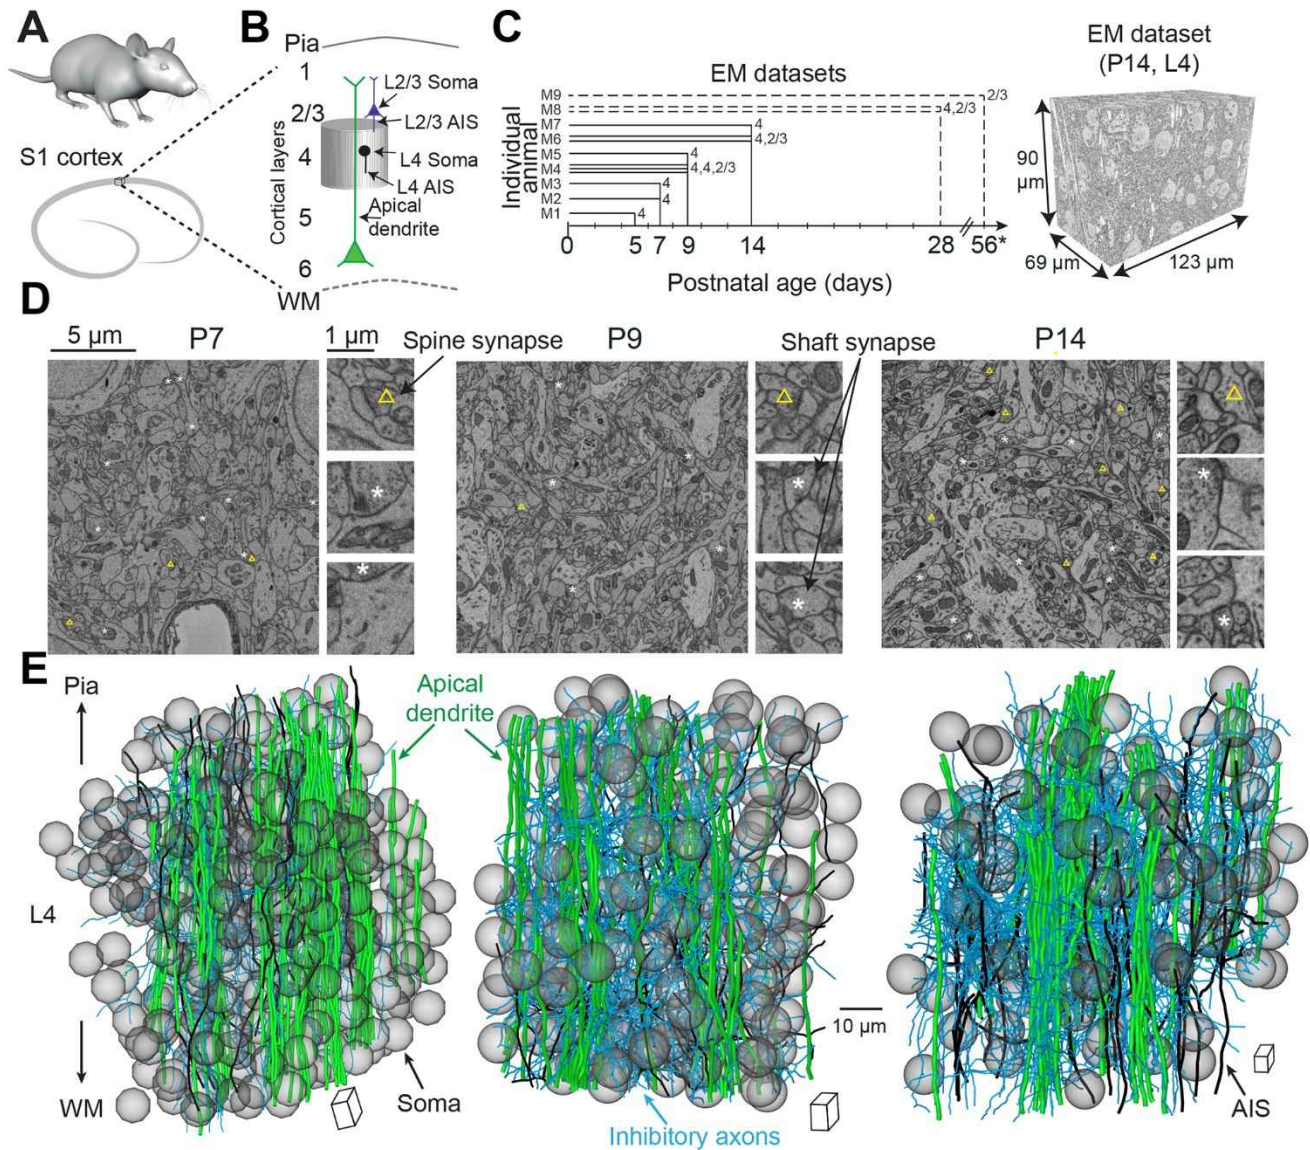 A
S1 cortex
B
Pia
1
2/3
4
5
6
WM
Cortical layers
L2/3 Soma
L2/3 AIS
L4 Soma
L4 AIS
Apical
dendrite
C
EM datasets
Individual
animal
M9
M8
M7
M6
M5
M4
M3
M2
M1
2/3
4,2/3
4
4,2/3
4
4,4,2/3
4
4
4
0
5
7
9
14
28
56*
Postnatal age (days)
EM dataset
(P14, L4)
90
µm
69 µm
123 µm
D
5 µm
P7
1 µm
Spine synapse
P9
Shaft synapse
P14
E
Pia
L4
WM
Apical
dendrite
Soma
Inhibitory axons
10 µm
AIS